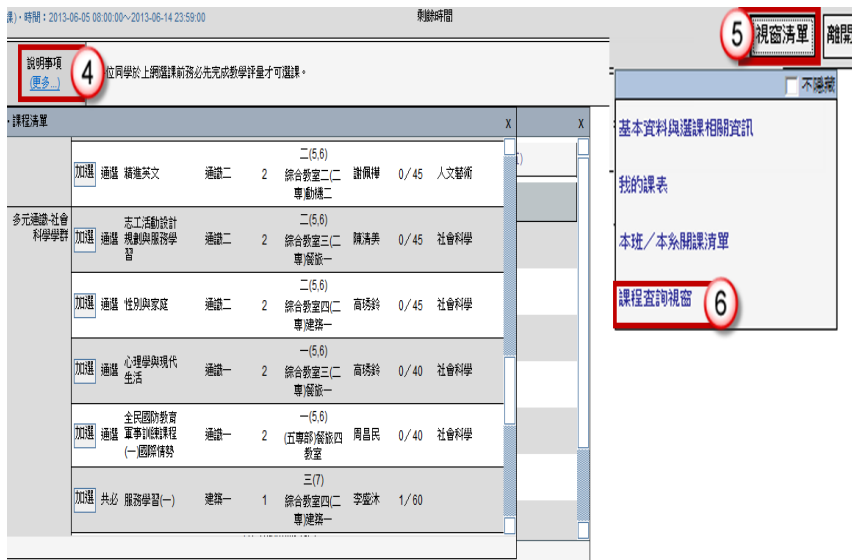 課)，時間：2013-06-05 08:00:00~2013-06-14 23:59:00
剩餘時間
說明事項
(更多...)
4
位同學於上網選課前務必先完成教學評量才可選課。
課程清單
X
X
加選 通選 精進英文 通識二 2 二(5,6) 綜合教室二(二專)動機二 謝佩樺 0/45 人文藝術
多元通識-社會科學學群
加選 通選 志工活動設計規劃與服務學習 通識二 2 二(5,6) 綜合教室三(二專)餐旅一 陳清美 0/45 社會科學
加選 通選 性別與家庭 通識二 2 二(5,6) 綜合教室四(二專)建築一 高琇鈴 0/45 社會科學
加選 通選 心理學與現代生活 通識一 2 一(5,6) 綜合教室三(二專)餐旅一 高琇鈴 0/40 社會科學
加選 通選 全民國防教育軍事訓練課程(一)國際情勢 通識一 2 一(5,6) (五專部)餐旅四教室 周昌民 0/40 社會科學
加選 共必 服務學習(一) 建築一 1 三(7) 綜合教室四(二專)建築一 李盛沐 1/60
5
視窗清單
離開
不隱藏
基本資料與選課相關資訊
我的課表
本班／本系開課清單
課程查詢視窗
6